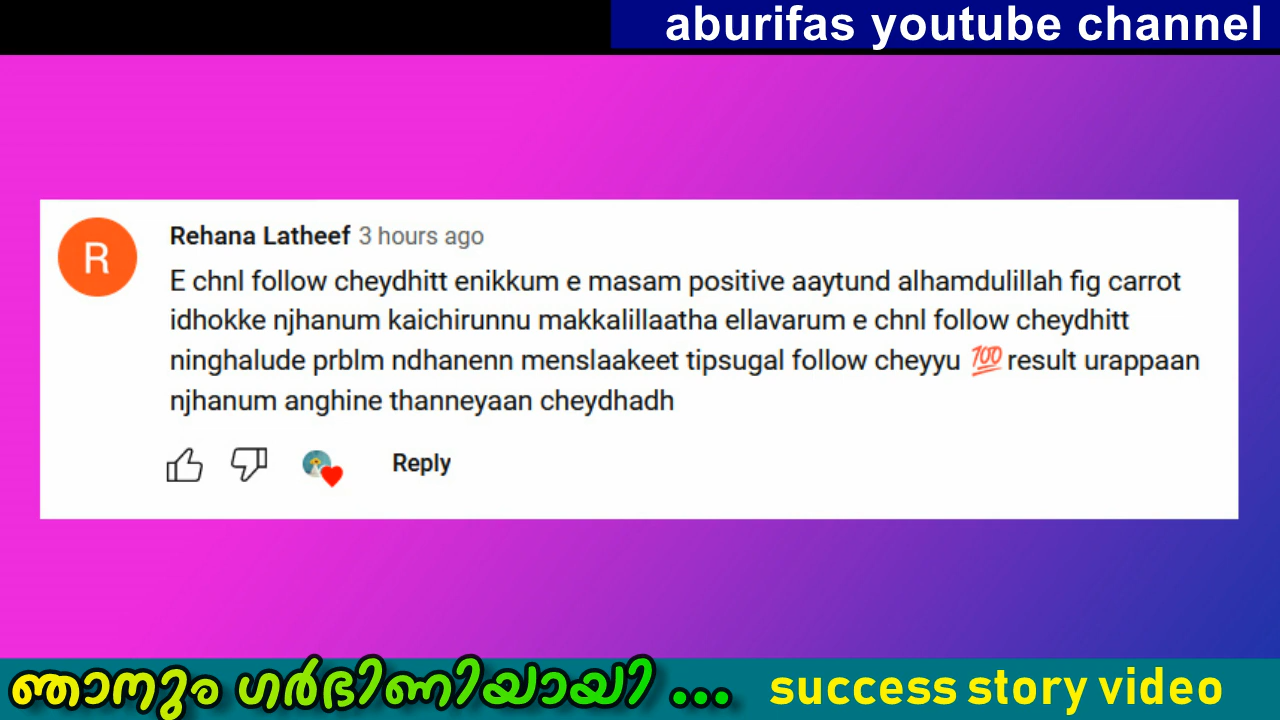 aburifas youtube channel
R
Rehana Latheef 3 hours ago
E chnl follow cheydhitt enikkum e masam positive aaytund alhamdulillah fig carrot
idhokke njhanum kaichirunnu makkalillaatha ellavarum e chnl follow cheydhitt
ninghalude prblm ndhanenn menslaakeet tipsugal follow cheyyu 💯 result urappaan
njhanum anghine thanneyaan cheydhadh
Reply
ഞാനും ഗർഭിണിയായി ... success story video